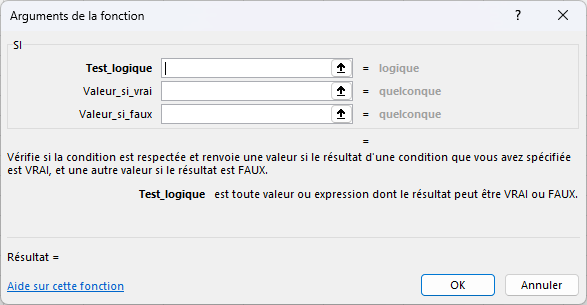 Arguments de la fonction ? ✕
SI
Test_logique = logique
Valeur_si_vrai = quelconque
Valeur_si_faux = quelconque
=
Vérifie si la condition est respectée et renvoie une valeur si le résultat d'une condition que vous avez spécifiée
est VRAI, et une autre valeur si le résultat est FAUX.
Test_logique est toute valeur ou expression dont le résultat peut être VRAI ou FAUX.
Résultat =
Aide sur cette fonction OK Annuler